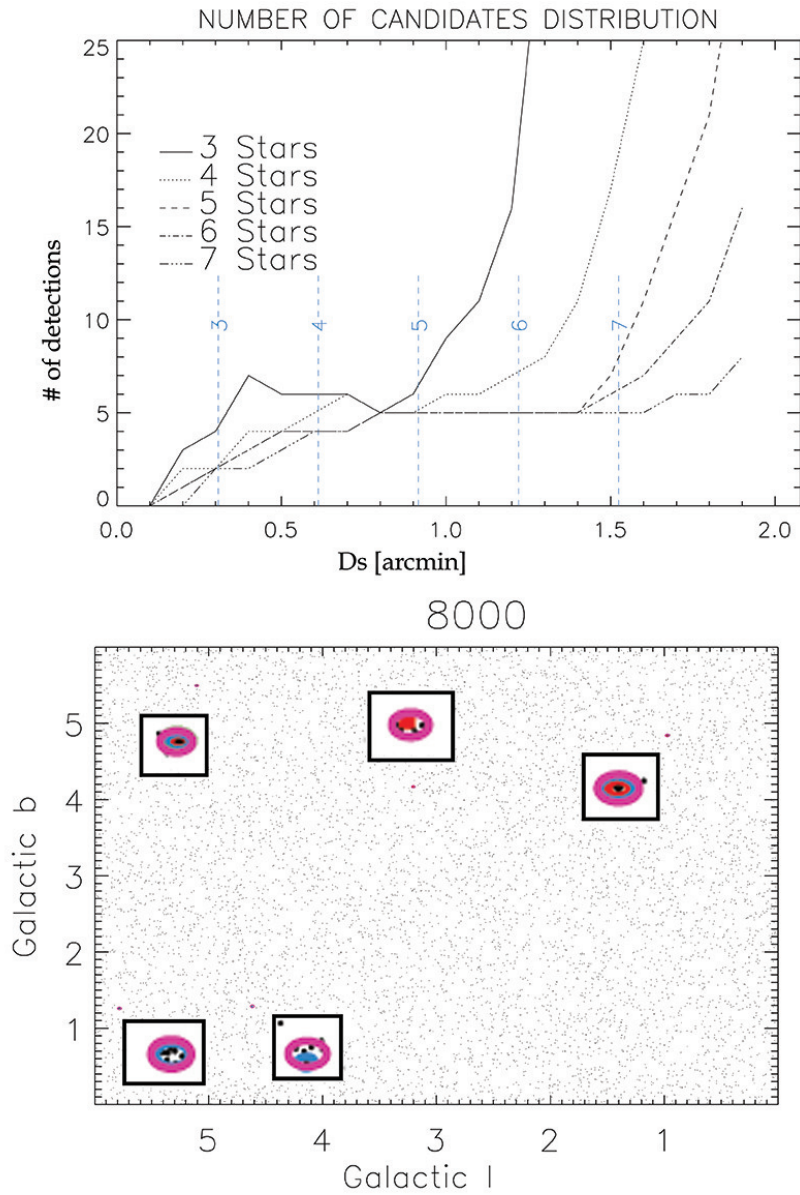 NUMBER OF CANDIDATES DISTRIBUTION
25
20
15
10
5
0
# of detections
3 Stars
4 Stars
5 Stars
6 Stars
7 Stars
3
4
5
6
7
0.0 0.5 1.0 1.5 2.0
Ds [arcmin]
8000
5
4
3
2
1
Galactic b
5 4 3 2 1
Galactic l